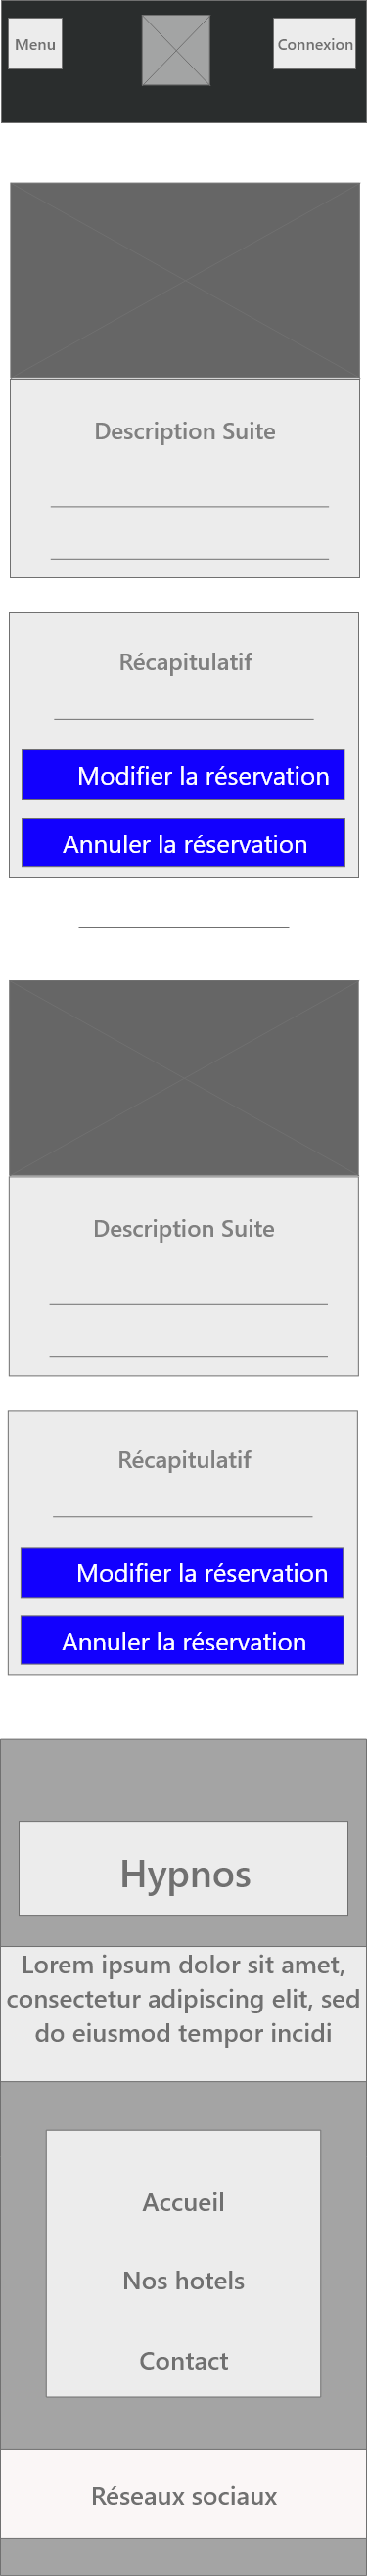 Menu
Connexion
Description Suite
Récapitulatif
Modifier la réservation
Annuler la réservation
Description Suite
Récapitulatif
Modifier la réservation
Annuler la réservation
Hypnos
Lorem ipsum dolor sit amet,
consectetur adipiscing elit, sed
do eiusmod tempor incidi
Accueil
Nos hotels
Contact
Réseaux sociaux